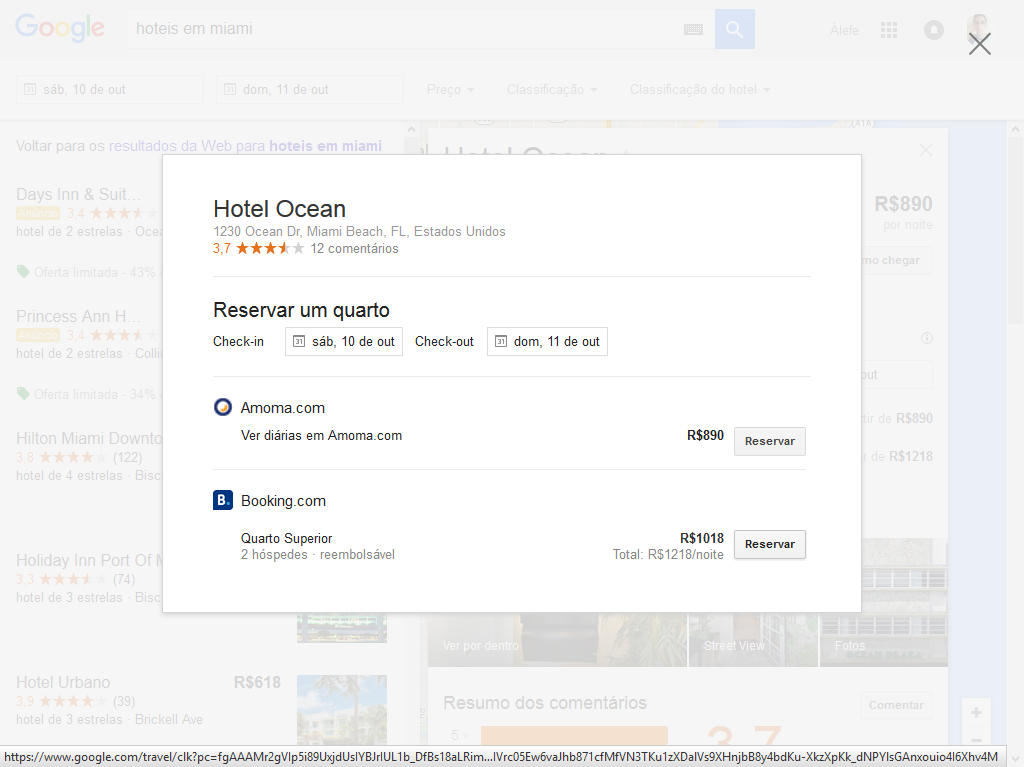 Google
hoteis em miami
Álefe
sáb, 10 de out
dom, 11 de out
Preço
Classificação
Classificação do hotel
Voltar para os resultados da Web para hoteis em miami
Days Inn & Suit...
Anúncio 3,4
hotel de 2 estrelas · Ocea
Oferta limitada - 43%
Princess Ann H...
Anúncio 3,4
hotel de 2 estrelas · Colli
Oferta limitada - 34%
Hilton Miami Downto
3,8 (122)
hotel de 4 estrelas · Bisc
Holiday Inn Port Of M
3,3 (74)
hotel de 3 estrelas · Bisc
Hotel Urbano
R$618
3,9 (39)
hotel de 3 estrelas · Brickell Ave
(A1A)
Hotel Ocean
R$890
por noite
mo chegar
out
tir de R$890
de R$1218
Hotel Ocean
1230 Ocean Dr, Miami Beach, FL, Estados Unidos
3,7 12 comentários
Reservar um quarto
Check-in
31 sáb, 10 de out
Check-out
31 dom, 11 de out
Amoma.com
Ver diárias em Amoma.com
R$890
Reservar
B. Booking.com
Quarto Superior
R$1018
Reservar
2 hóspedes · reembolsável
Total: R$1218/noite
Ver por dentro
Street View
Fotos
Resumo dos comentários
Comentar
5
3,7
https://www.google.com/travel/clk?pc=fgAAAMr2gVlp5i89UxjdUslYBJrlUL1b_DfBs18aLRim...lVrc05Ew6vaJhb871cfMfVN3TKu1zXDalVs9XHnjbB8y4bdKu-XkzXpKk_dNPYlsGAnxouio4l6Xhv4M